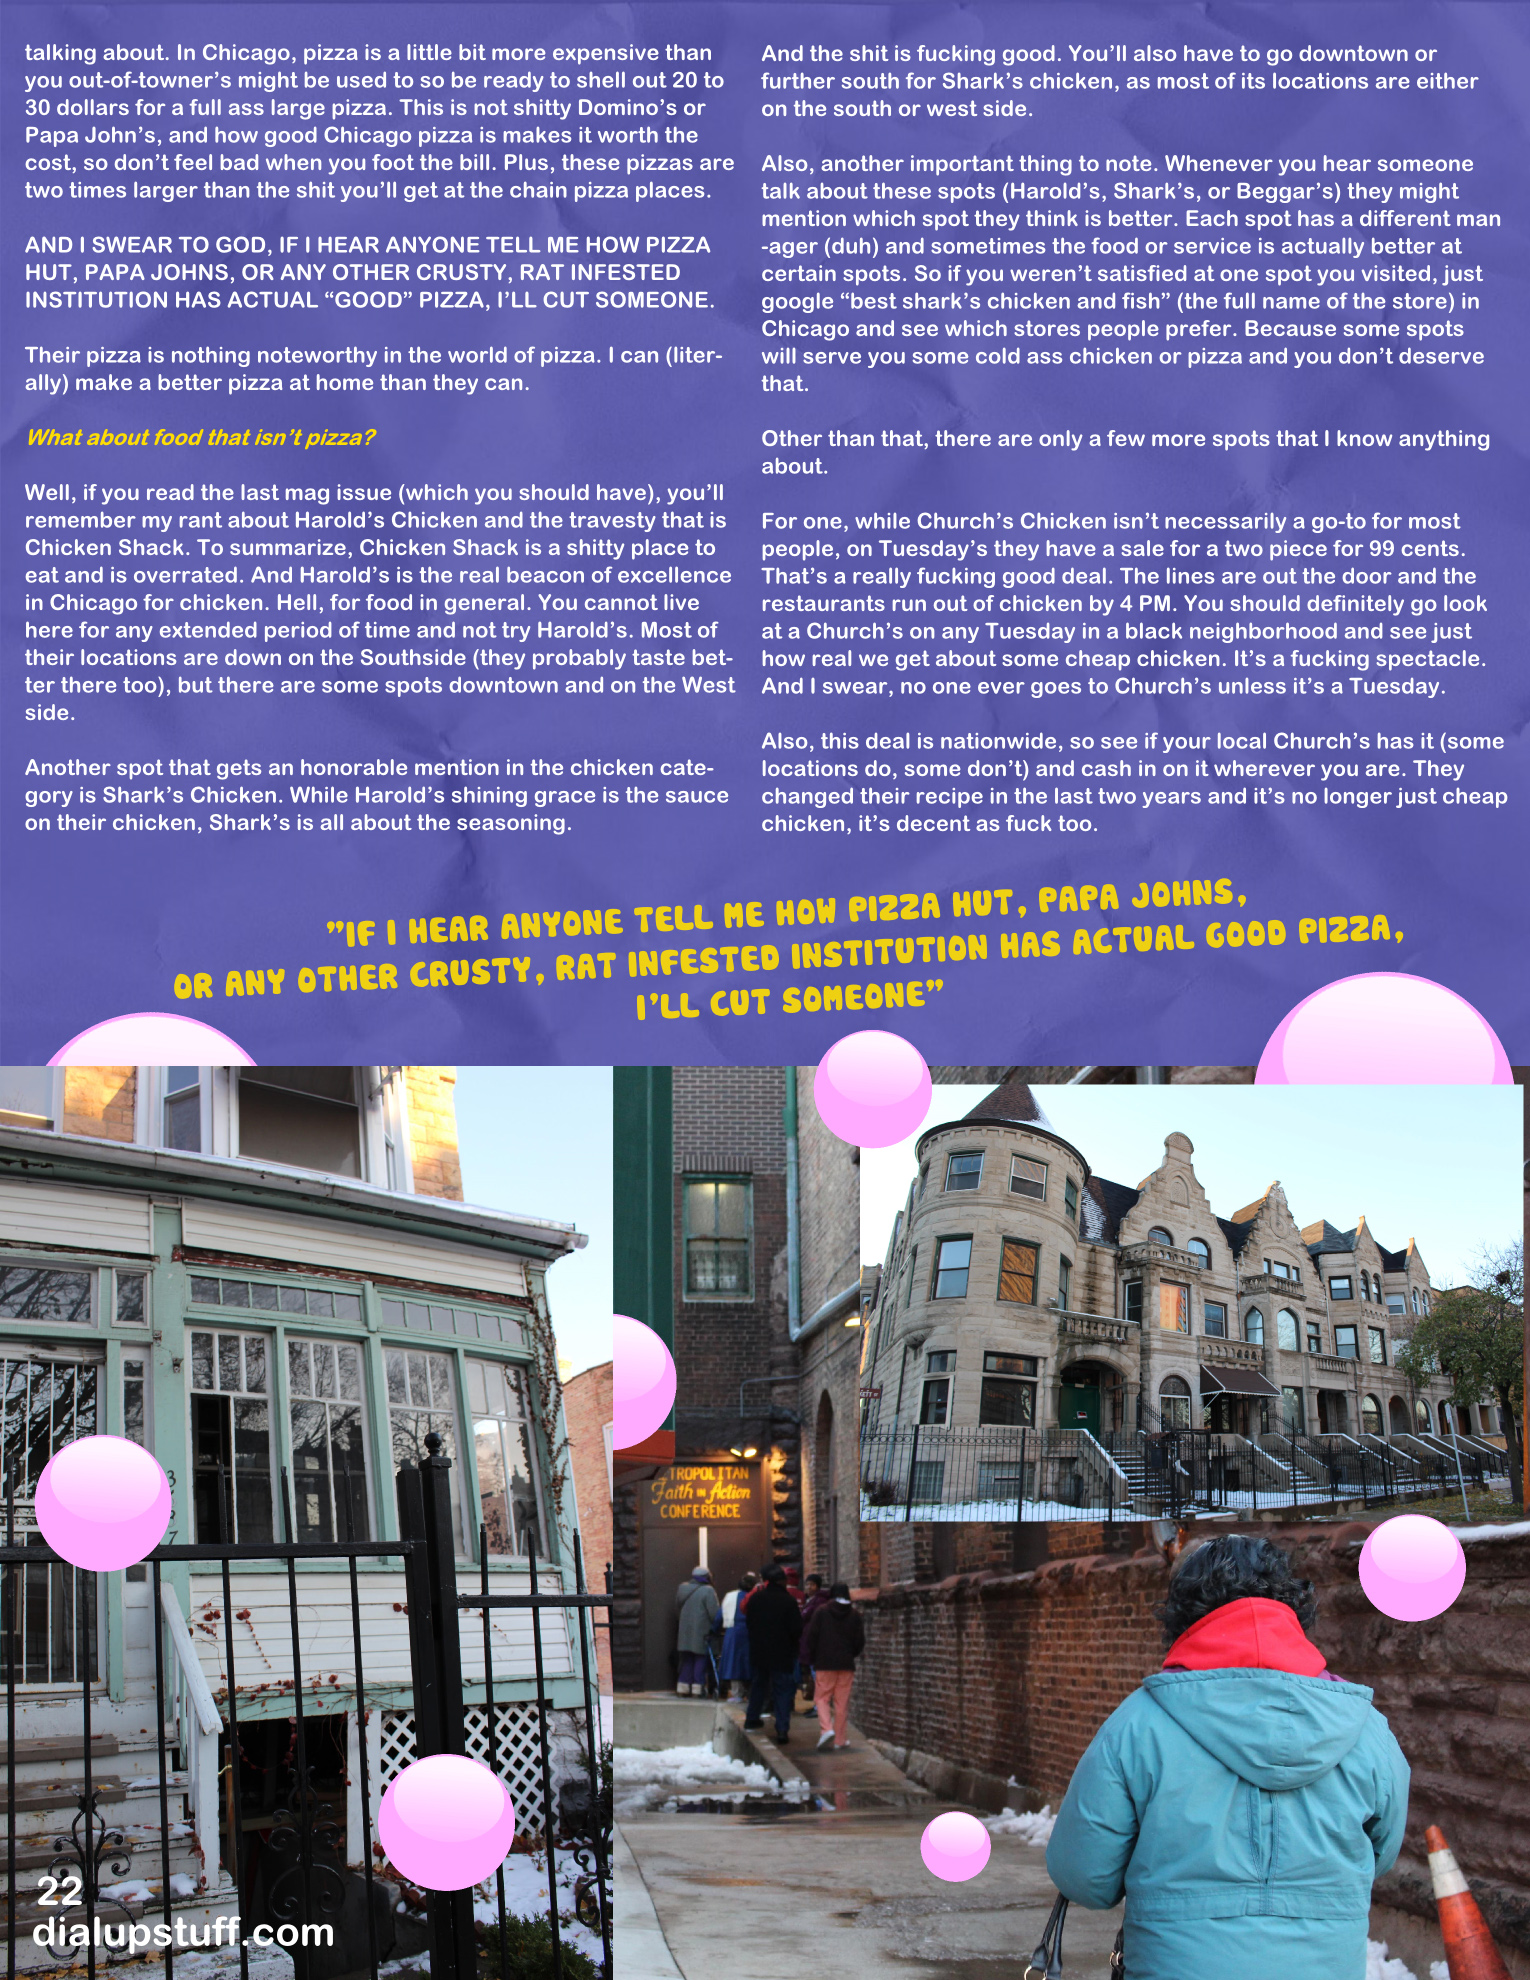 talking about. In Chicago, pizza is a little bit more expensive than
you out-of-towner's might be used to so be ready to shell out 20 to
30 dollars for a full ass large pizza. This is not shitty Domino's or
Papa John's, and how good Chicago pizza is makes it worth the
cost, so don't feel bad when you foot the bill. Plus, these pizzas are
two times larger than the shit you'll get at the chain pizza places.
AND I SWEAR TO GOD, IF I HEAR ANYONE TELL ME HOW PIZZA
HUT, PAPA JOHNS, OR ANY OTHER CRUSTY, RAT INFESTED
INSTITUTION HAS ACTUAL “GOOD” PIZZA, I'LL CUT SOMEONE.
Their pizza is nothing noteworthy in the world of pizza. I can (liter-
ally) make a better pizza at home than they can.
What about food that isn't pizza?
Well, if you read the last mag issue (which you should have), you'll
remember my rant about Harold's Chicken and the travesty that is
Chicken Shack. To summarize, Chicken Shack is a shitty place to
eat and is overrated. And Harold's is the real beacon of excellence
in Chicago for chicken. Hell, for food in general. You cannot live
here for any extended period of time and not try Harold's. Most of
their locations are down on the Southside (they probably taste bet-
ter there too), but there are some spots downtown and on the West
side.
Another spot that gets an honorable mention in the chicken cate-
gory is Shark's Chicken. While Harold's shining grace is the sauce
on their chicken, Shark's is all about the seasoning.
And the shit is fucking good. You'll also have to go downtown or
further south for Shark's chicken, as most of its locations are either
on the south or west side.
Also, another important thing to note. Whenever you hear someone
talk about these spots (Harold's, Shark's, or Beggar's) they might
mention which spot they think is better. Each spot has a different man
-ager (duh) and sometimes the food or service is actually better at
certain spots. So if you weren't satisfied at one spot you visited, just
google “best shark's chicken and fish” (the full name of the store) in
Chicago and see which stores people prefer. Because some spots
will serve you some cold ass chicken or pizza and you don't deserve
that.
Other than that, there are only a few more spots that I know anything
about.
For one, while Church's Chicken isn't necessarily a go-to for most
people, on Tuesday's they have a sale for a two piece for 99 cents.
That's a really fucking good deal. The lines are out the door and the
restaurants run out of chicken by 4 PM. You should definitely go look
at a Church's on any Tuesday in a black neighborhood and see just
how real we get about some cheap chicken. It's a fucking spectacle.
And I swear, no one ever goes to Church's unless it's a Tuesday.
Also, this deal is nationwide, so see if your local Church's has it (some
locations do, some don't) and cash in on it wherever you are. They
changed their recipe in the last two years and it's no longer just cheap
chicken, it's decent as fuck too.
”IF I HEAR ANYONE TELL ME HOW PIZZA HUT, PAPA JOHNS,
OR ANY OTHER CRUSTY, RAT INFESTED INSTITUTION HAS ACTUAL GOOD PIZZA,
I'LL CUT SOMEONE”
TROPOLITAN
Faith IN Action
CONFERENCE
22
dialupstuff.com